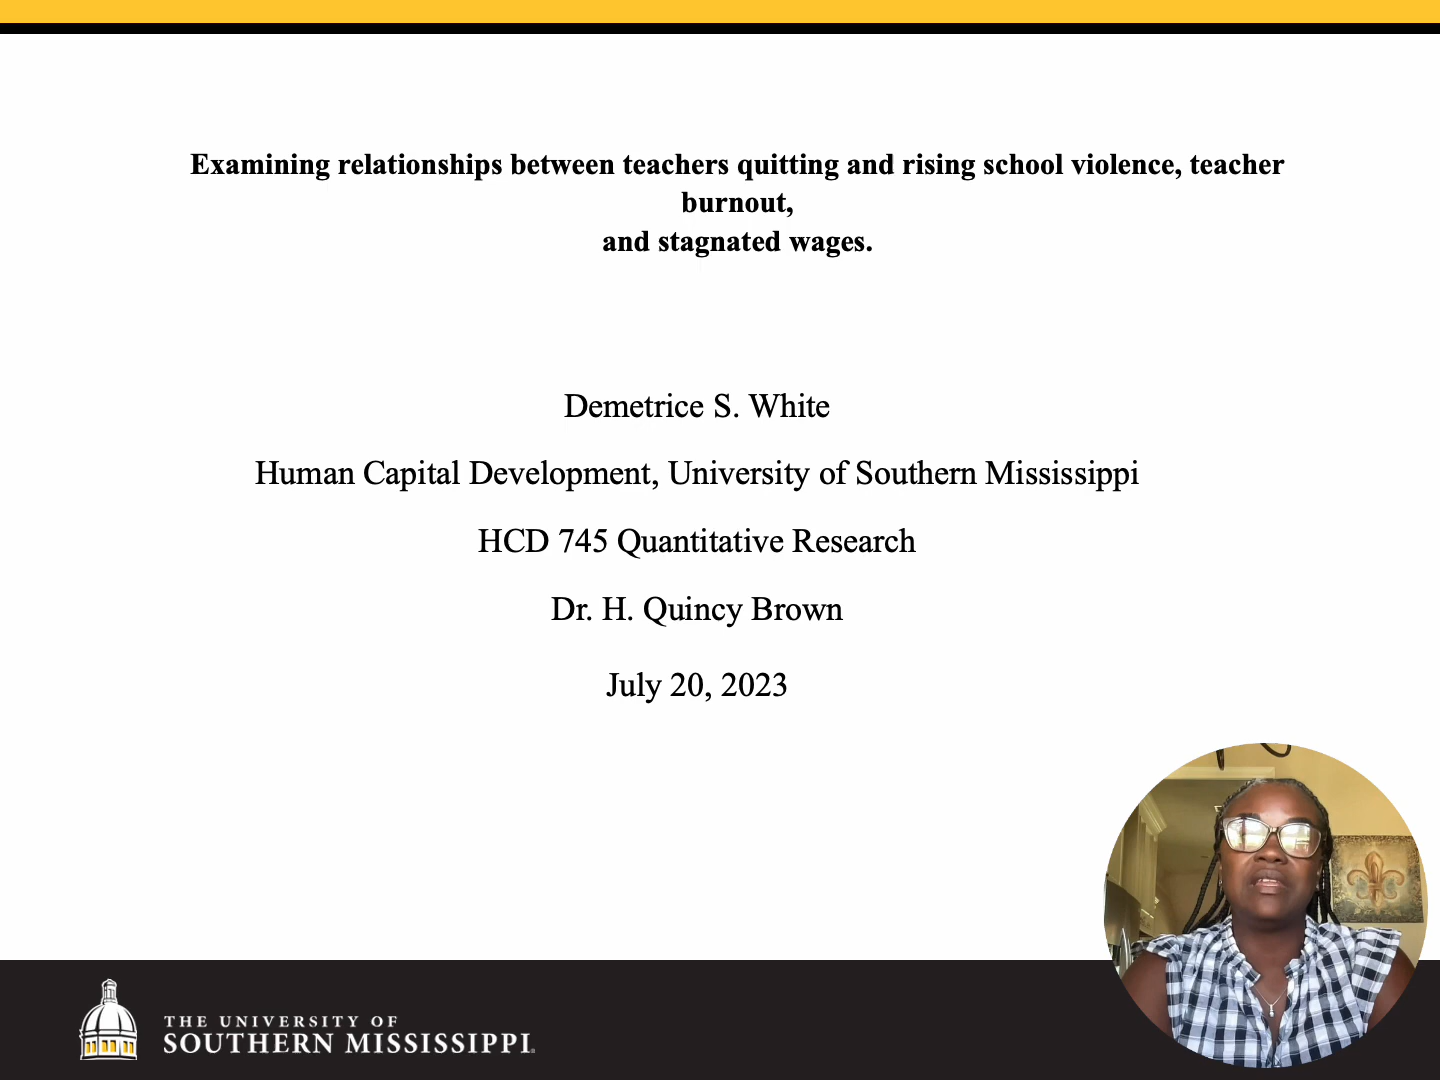 Examining relationships between teachers quitting and rising school violence, teacher
burnout,
and stagnated wages.
Demetrice S. White
Human Capital Development, University of Southern Mississippi
HCD 745 Quantitative Research
Dr. H. Quincy Brown
July 20, 2023
THE UNIVERSITY OF
SOUTHERN MISSISSIPPI